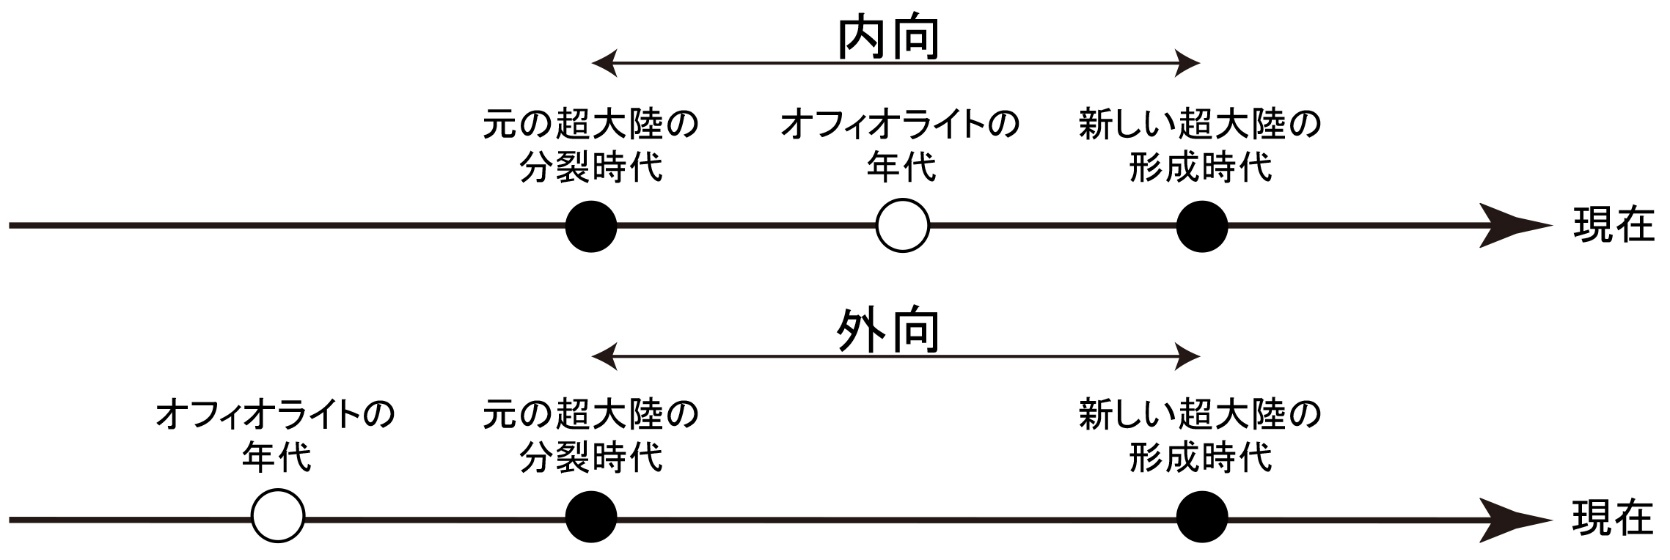 内向
元の超大陸の
分裂時代
オフィオライトの
年代
新しい超大陸の
形成時代
現在
外向
オフィオライトの
年代
元の超大陸の
分裂時代
新しい超大陸の
形成時代
現在